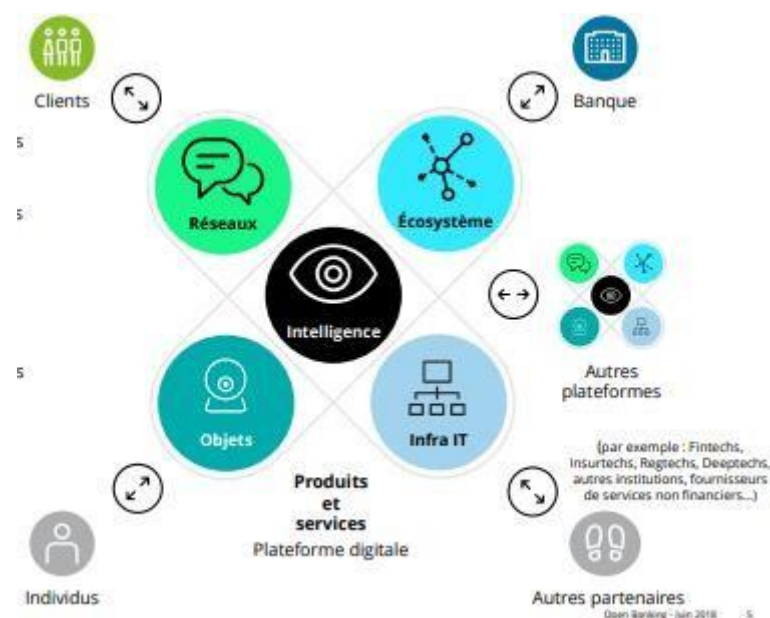 Clients
Banque
s
Réseaux
Écosystème
s
Intelligence
Autres
plateformes
s
Objets
Infra IT
(par exemple : Fintechs,
Insurtechs, Regtechs, Deeptechs,
autres institutions, fournisseurs
de services non financiers...)
Produits
et
services
Plateforme digitale
Individus
Autres partenaires
Open Banking - Juin 2018 5